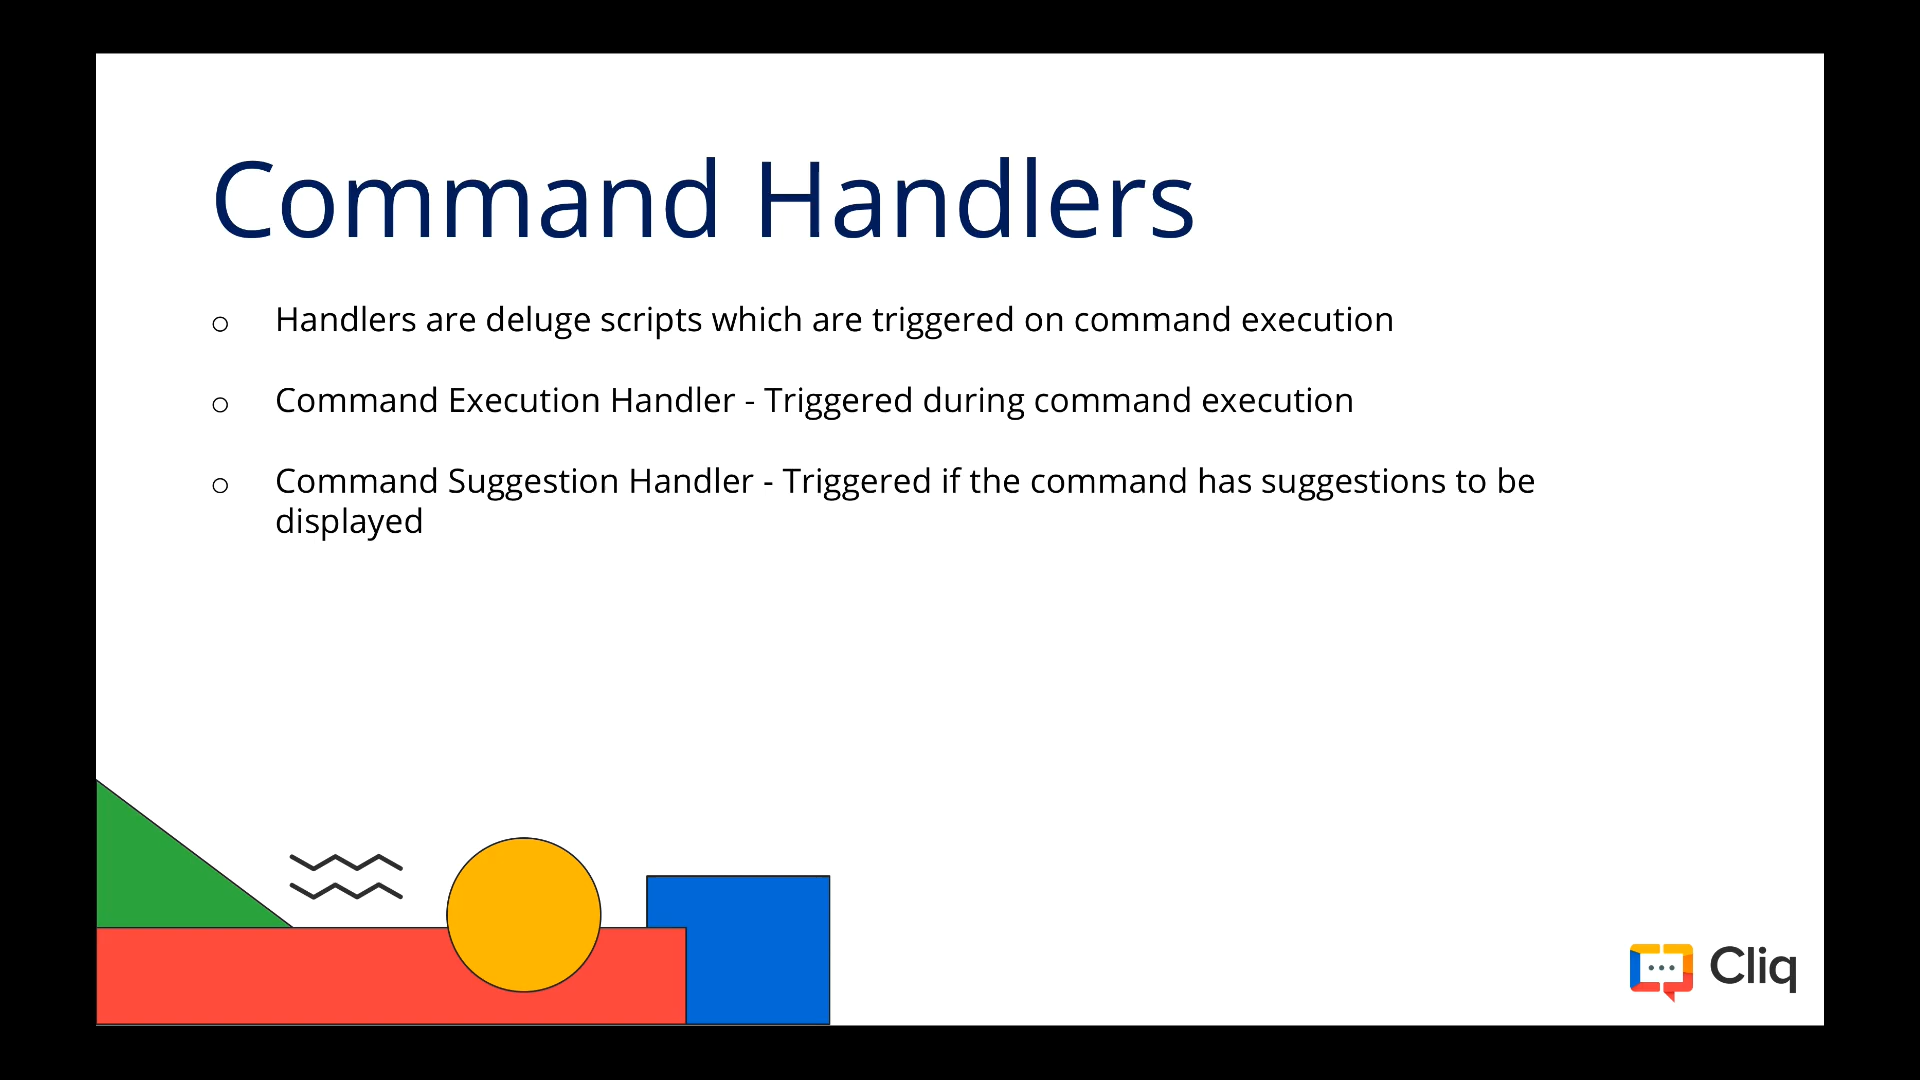 Command Handlers
Handlers are deluge scripts which are triggered on command execution
Command Execution Handler - Triggered during command execution
Command Suggestion Handler - Triggered if the command has suggestions to be
displayed
Cliq